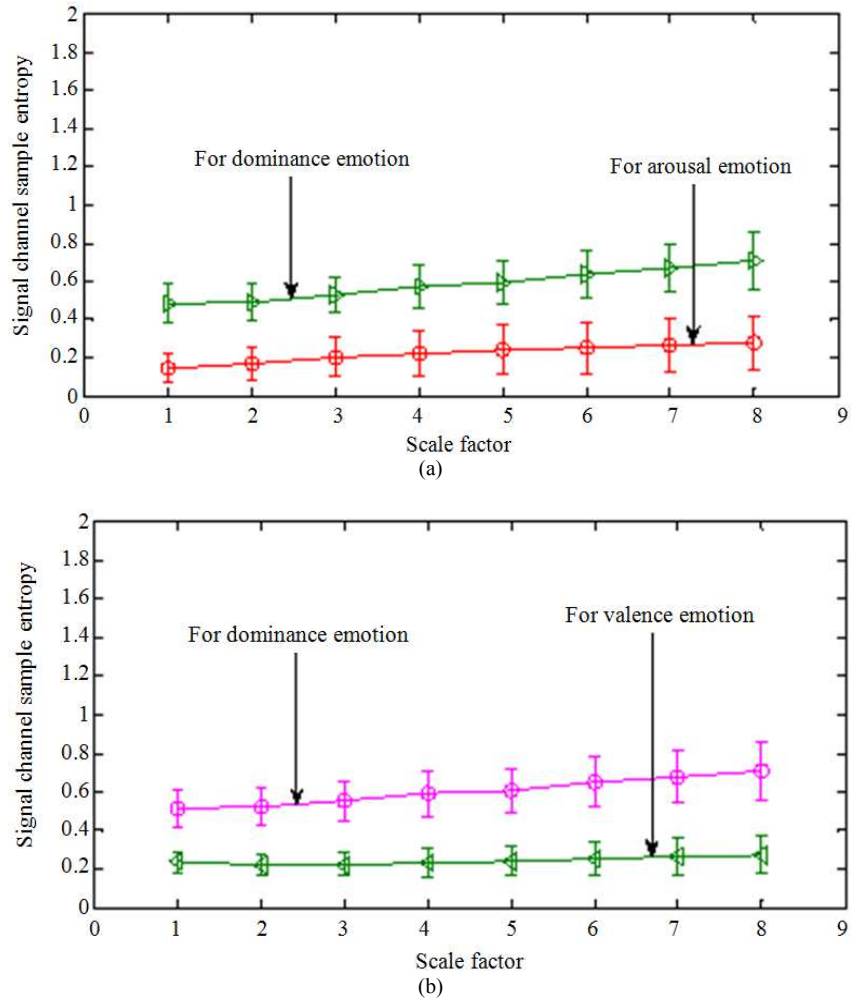 2
1.8
1.6
1.4
1.2
1
0.8
0.6
0.4
0.2
0
Signal channel sample entropy
For dominance emotion
For arousal emotion
0 1 2 3 4 5 6 7 8 9
Scale factor
(a)
2
1.8
1.6
1.4
1.2
1
0.8
0.6
0.4
0.2
0
Signal channel sample entropy
For dominance emotion
For valence emotion
0 1 2 3 4 5 6 7 8 9
Scale factor
(b)